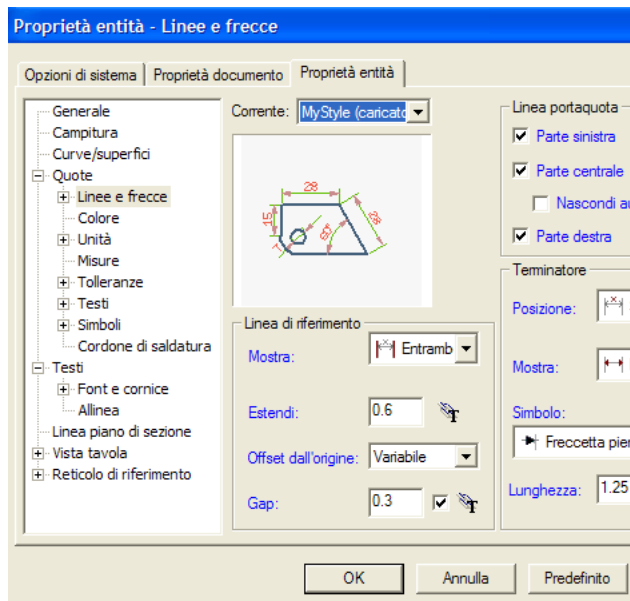 Proprietà entità - Linee e frecce
Opzioni di sistema
Proprietà documento
Proprietà entità
Generale
Campitura
Curve/superfici
Quote
Linee e frecce
Colore
Unità
Misure
Tolleranze
Testi
Simboli
Cordone di saldatura
Testi
Font e cornice
Allinea
Linea piano di sezione
Vista tavola
Reticolo di riferimento
Corrente: MyStyle (caricato
28
15
28
60°
7
Linea di riferimento
Mostra: Entramb
Estendi: 0.6
Offset dall'origine: Variabile
Gap: 0.3
Linea portaquota
Parte sinistra
Parte centrale
Nascondi au
Parte destra
Terminatore
Posizione:
Mostra:
Simbolo:
Freccetta pien
Lunghezza: 1.25
OK
Annulla
Predefinito